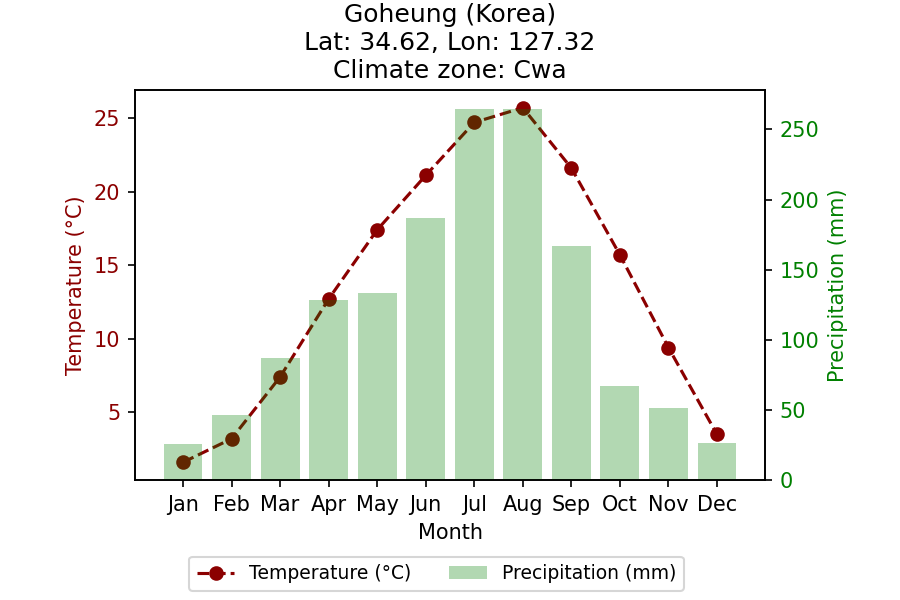 Goheung (Korea)
Lat: 34.62, Lon: 127.32
Climate zone: Cwa
Temperature (°C)
25
20
15
10
5
Precipitation (mm)
250
200
150
100
50
0
Jan Feb Mar Apr May Jun Jul Aug Sep Oct Nov Dec
Month
Temperature (°C) Precipitation (mm)